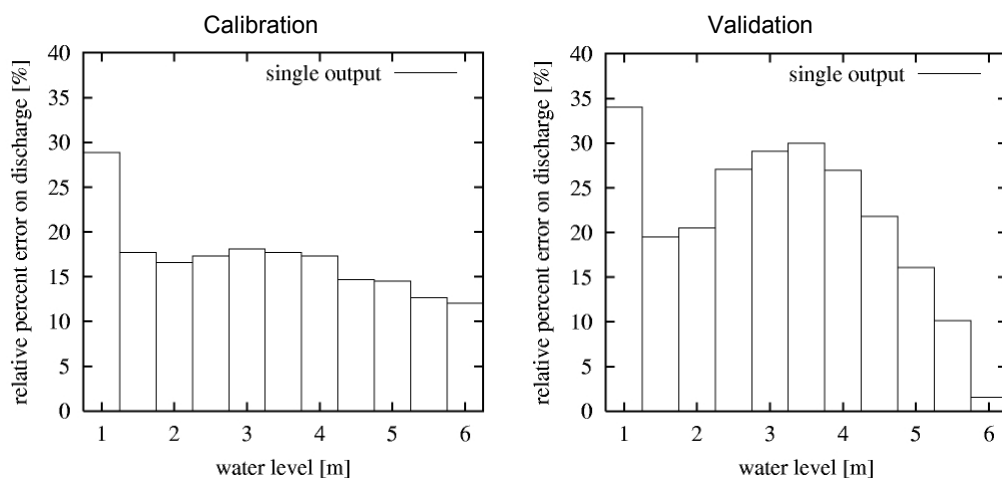 Calibration
relative percent error on discharge [%]
40
35
30
25
20
15
10
5
0
single output
1 2 3 4 5 6
water level [m]
Validation
relative percent error on discharge [%]
40
35
30
25
20
15
10
5
0
single output
1 2 3 4 5 6
water level [m]